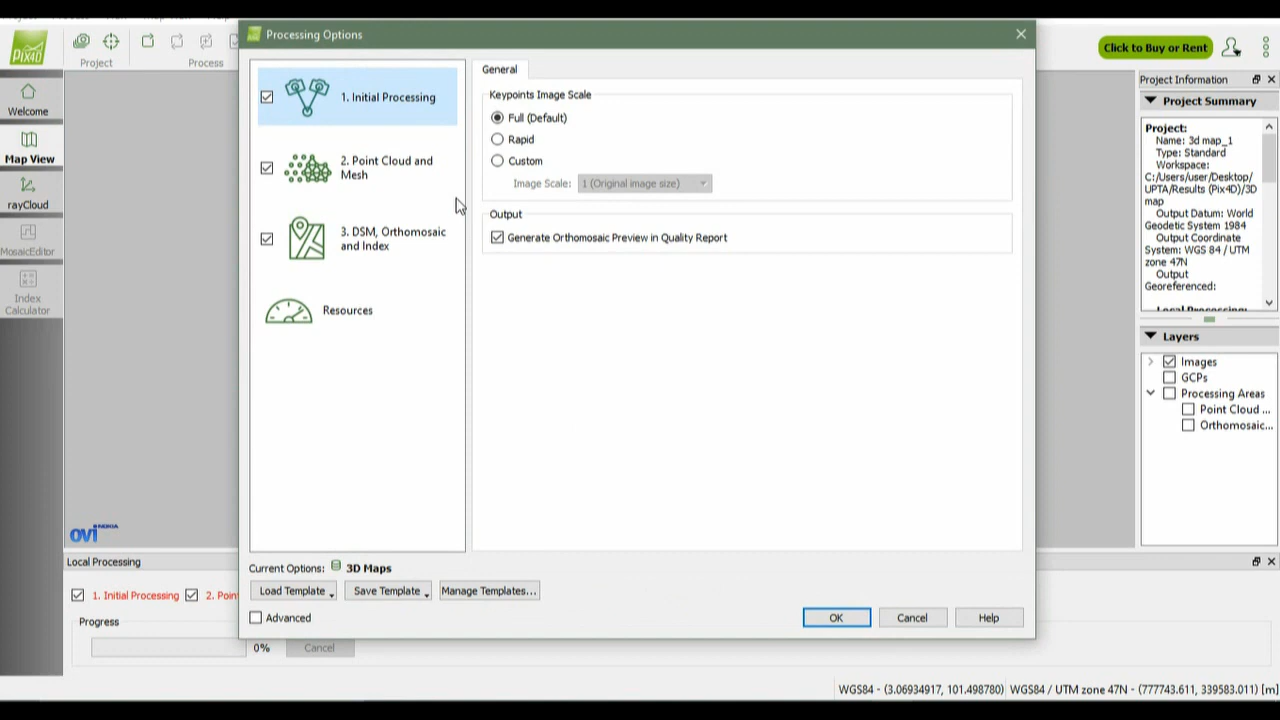 PIX4D
Project
Process
Welcome
Map View
rayCloud
MosaicEditor
Index
Calculator
Processing Options
1. Initial Processing
2. Point Cloud and
Mesh
3. DSM, Orthomosaic
and Index
Resources
General
Keypoints Image Scale
Full (Default)
Rapid
Custom
Image Scale: 1 (Original image size)
Output
Generate Orthomosaic Preview in Quality Report
Current Options: 3D Maps
Load Template
Save Template
Manage Templates...
Advanced
OK
Cancel
Help
Click to Buy or Rent
Project Information
Project Summary
Project:
Name: 3d map_1
Type: Standard
Workspace:
C:/Users/user/Desktop/
UPTA/Results (Pix4D)/3D
map
Output Datum: World
Geodetic System 1984
Output Coordinate
System: WGS 84 / UTM
zone 47N
Output
Georeferenced:
Local Processing:
Layers
Images
GCPs
Processing Areas
Point Cloud ...
Orthomosaic...
ovi NOKIA
Local Processing
1. Initial Processing
2. Poin
Progress
0%
Cancel
WGS84 - (3.06934917, 101.498780) WGS84 / UTM zone 47N - (777743.611, 339583.011) [m]